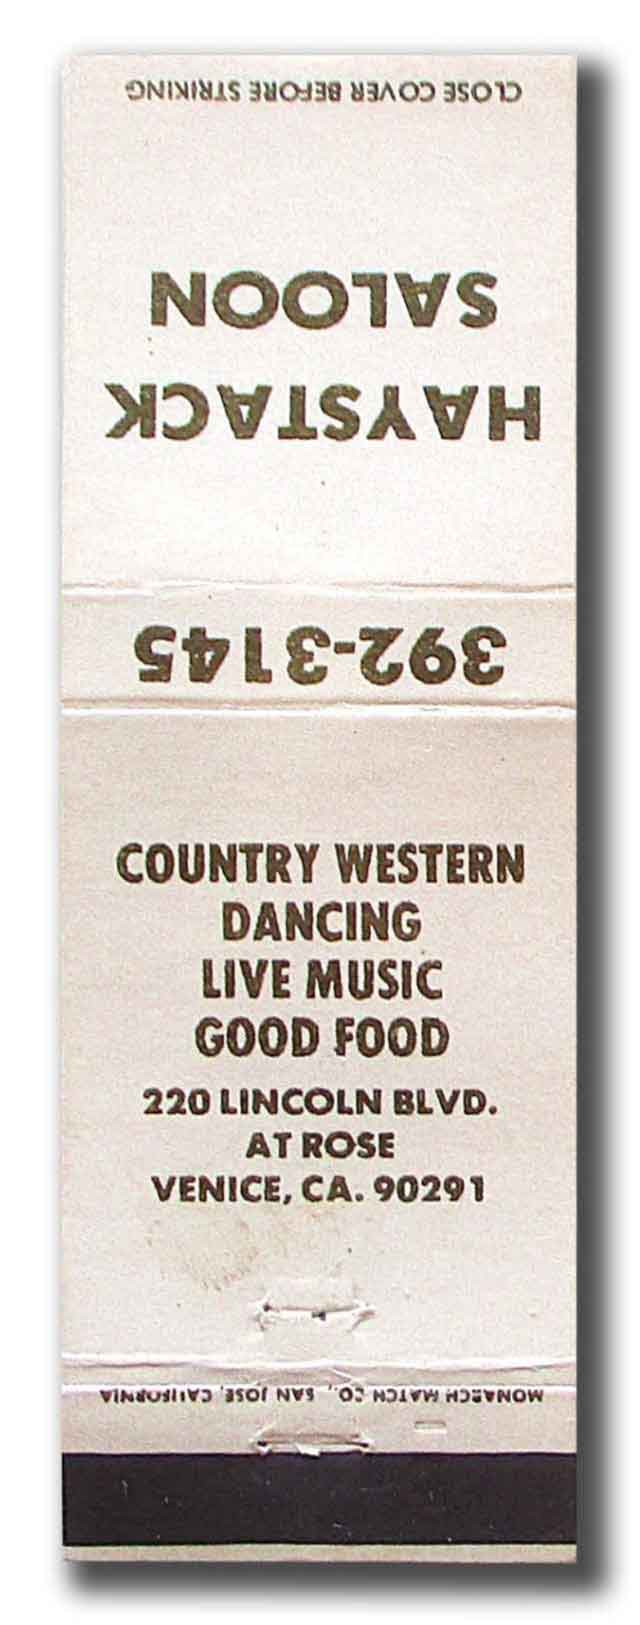 CLOSE COVER BEFORE STRIKING
HAYSTACK
SALOON
392-3145
COUNTRY WESTERN
DANCING
LIVE MUSIC
GOOD FOOD
220 LINCOLN BLVD.
AT ROSE
VENICE, CA. 90291
MONARCH MATCH CO., SAN JOSE, CALIFORNIA